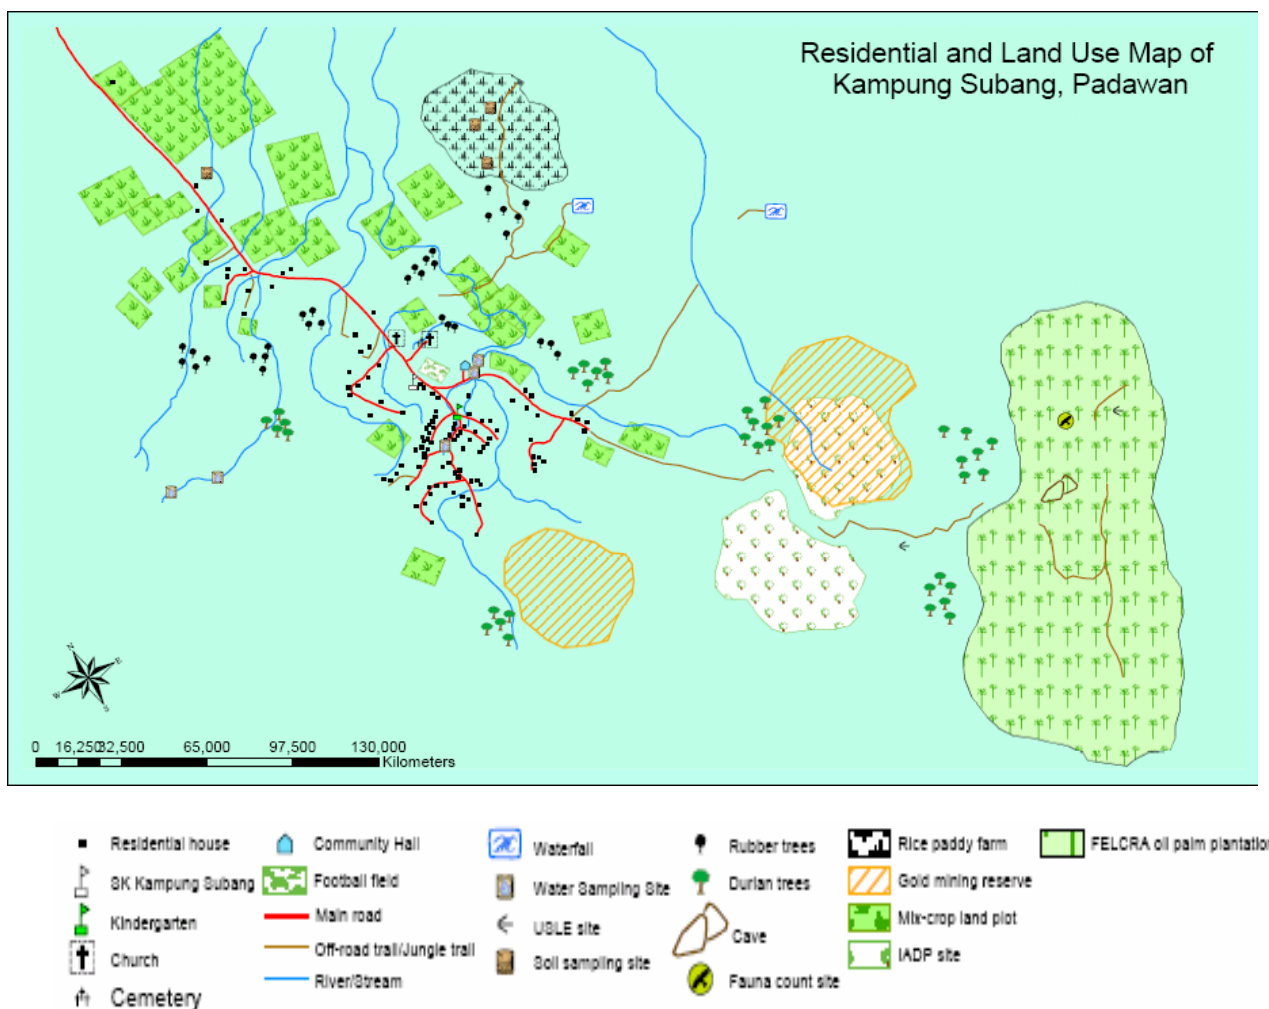 Residential and Land Use Map of
Kampung Subang, Padawan
N
E
W
S
0 16,25032,500 65,000 97,500 130,000
Kilometers
Residential house
SK Kampung Subang
Kindergarten
Church
Cemetery
Community Hall
Football field
Main road
Off-road trail/Jungle trail
River/Stream
Waterfall
Water Sampling Site
USLE site
Soil sampling site
Rubber trees
Durian trees
Cave
Fauna count site
Rice paddy farm
Gold mining reserve
Mix-crop land plot
IADP site
FELCRA oil palm plantation